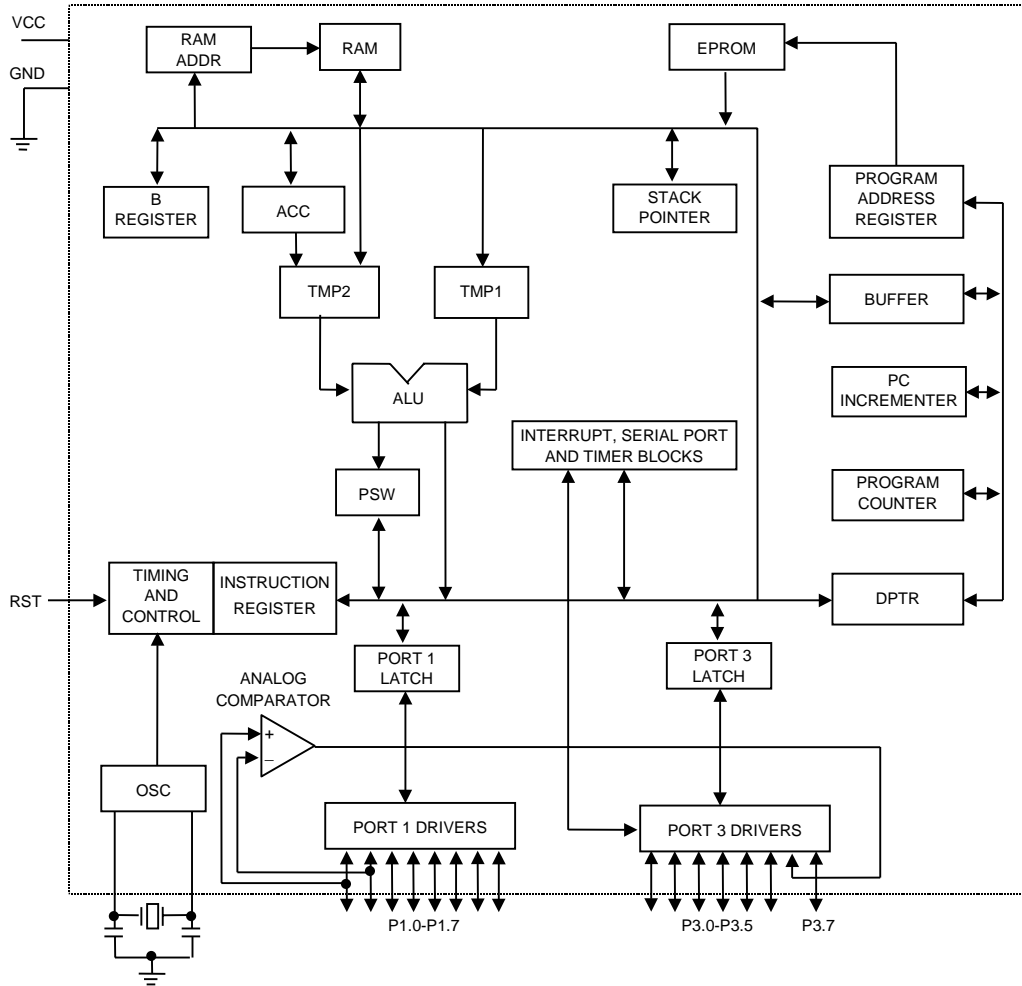 VCC
GND
RAM
ADDR
RAM
EPROM
B
REGISTER
ACC
STACK
POINTER
PROGRAM
ADDRESS
REGISTER
TMP2
TMP1
BUFFER
ALU
PC
INCREMENTER
INTERRUPT, SERIAL PORT
AND TIMER BLOCKS
PSW
PROGRAM
COUNTER
RST
TIMING
AND
CONTROL
INSTRUCTION
REGISTER
DPTR
PORT 1
LATCH
PORT 3
LATCH
ANALOG
COMPARATOR
+
−
OSC
PORT 1 DRIVERS
PORT 3 DRIVERS
P1.0-P1.7
P3.0-P3.5
P3.7